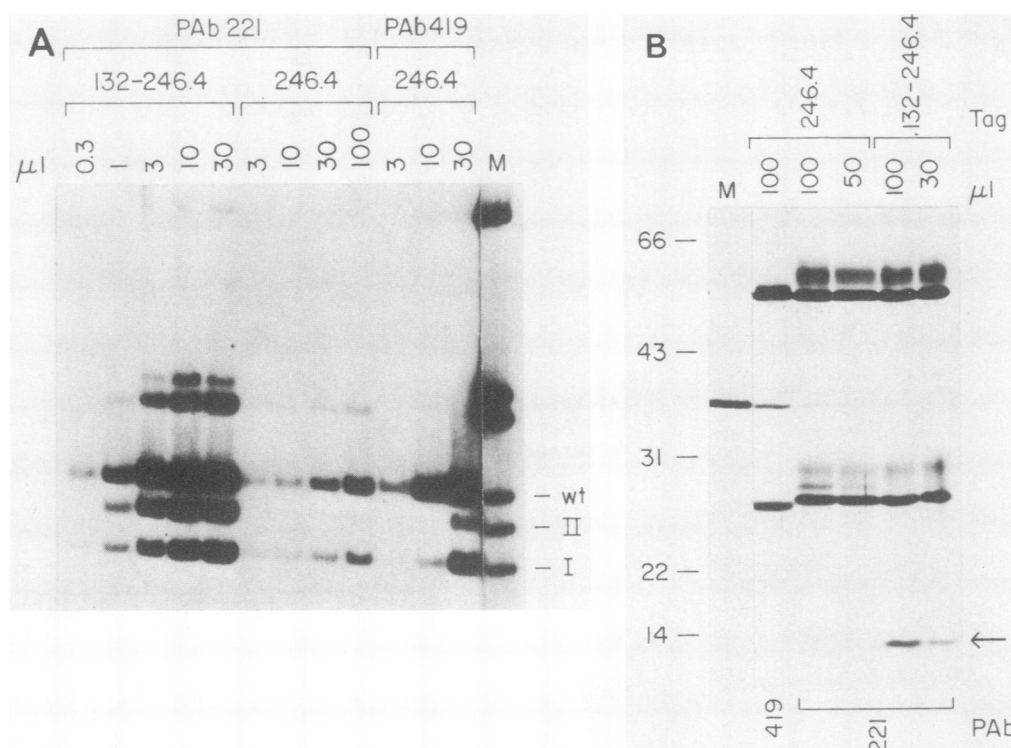 A
PAb 221 PAb419
132-246.4 246.4 246.4
μl 0.3 1 3 10 30 3 10 30 100 3 10 30 M
wt
II
I
B
246.4 132-246.4 Tag
M 100 100 50 100 30 μl
66
43
31
22
14
←
419 221 PAb